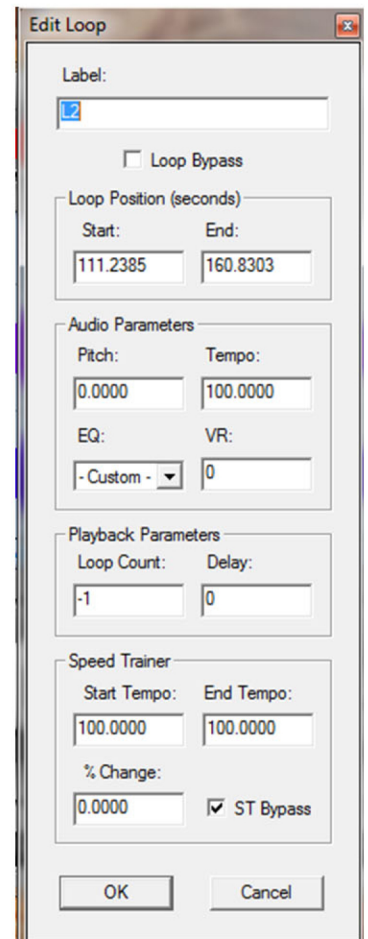 Edit Loop
Label:
L2
Loop Bypass
Loop Position (seconds)
Start: End:
111.2385 160.8303
Audio Parameters
Pitch: Tempo:
0.0000 100.0000
EQ: VR:
- Custom - 0
Playback Parameters
Loop Count: Delay:
-1 0
Speed Trainer
Start Tempo: End Tempo:
100.0000 100.0000
% Change:
0.0000 ST Bypass
OK Cancel